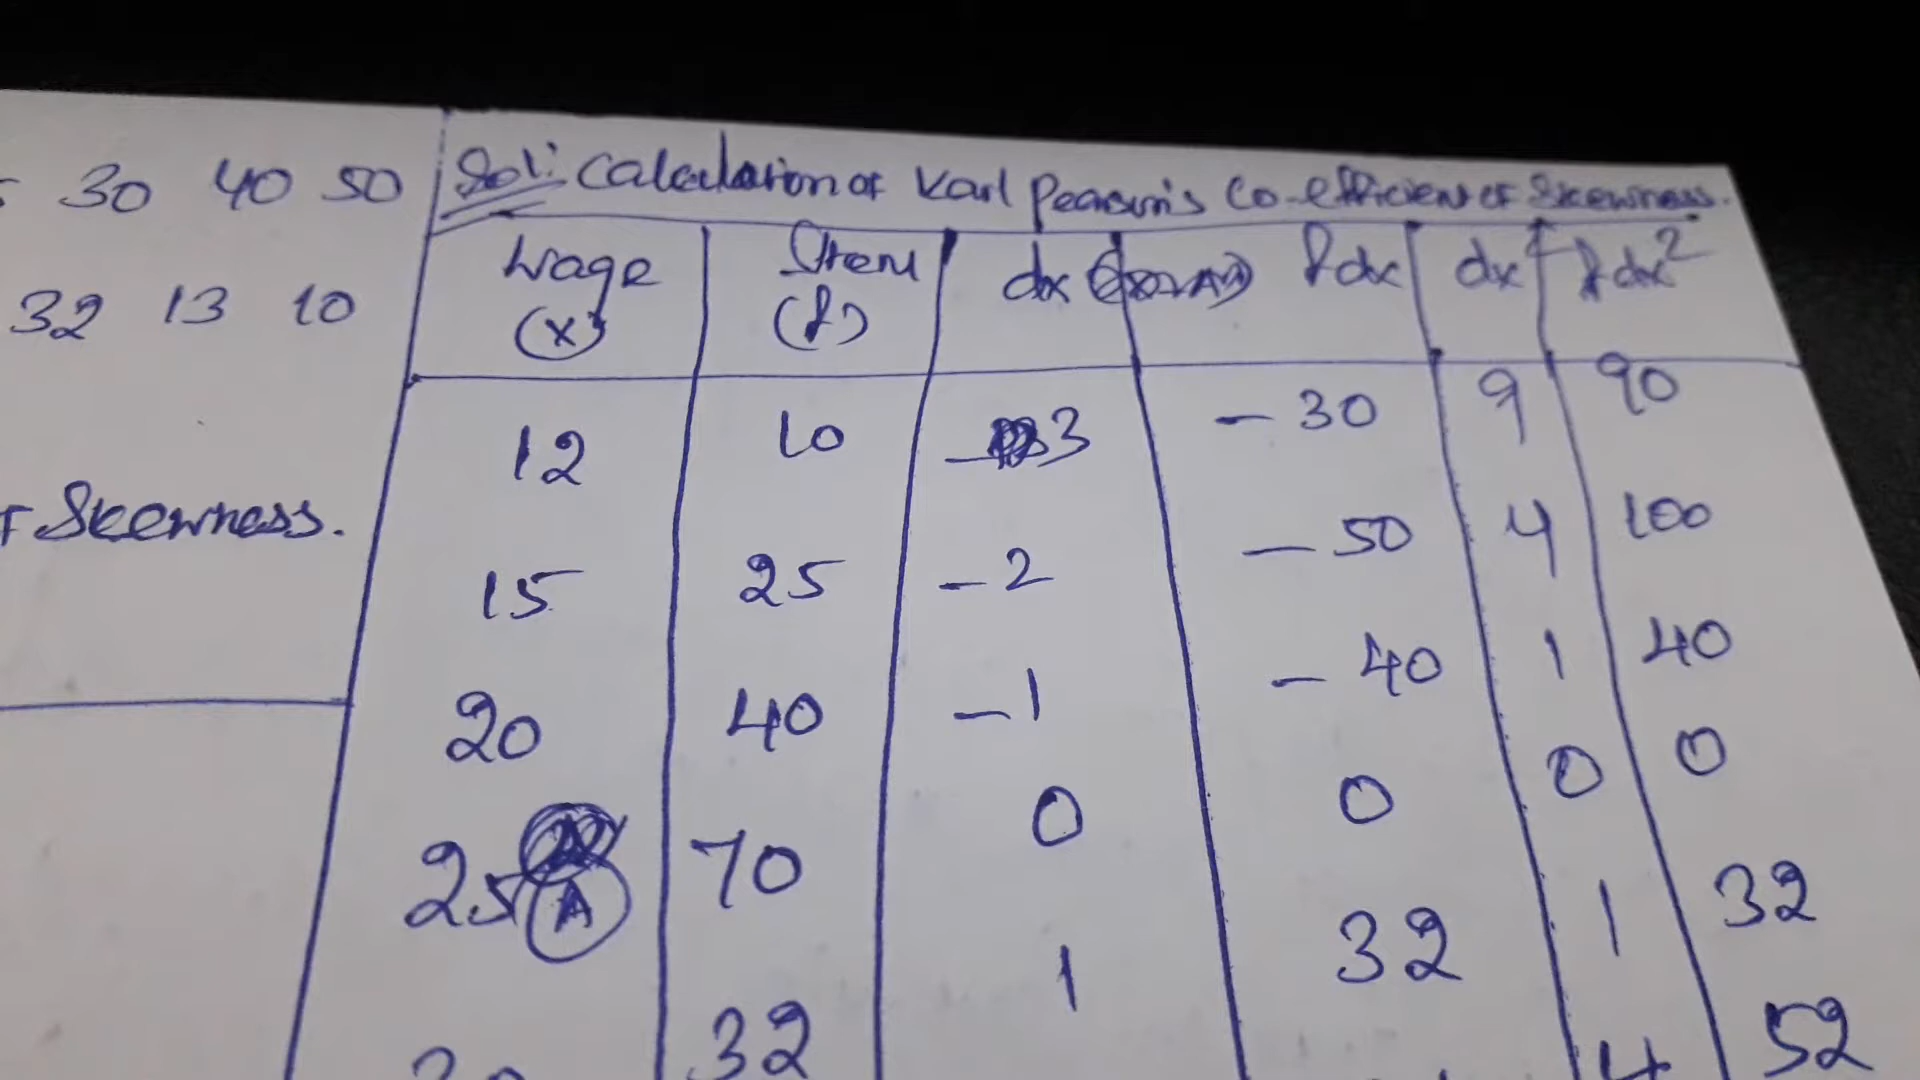 30 40 50
32 13 10
Skewness.
Sol: Calculation of Karl Pearson's Co-efficient of Skewness.
Wage (x) Item (f) dx fdx dx² fdx²
12 10 -3 -30 9 90
15 25 -2 -50 4 100
20 40 -1 -40 1 40
25 A 70 0 0 0 0
32 1 32 1 32
4 52